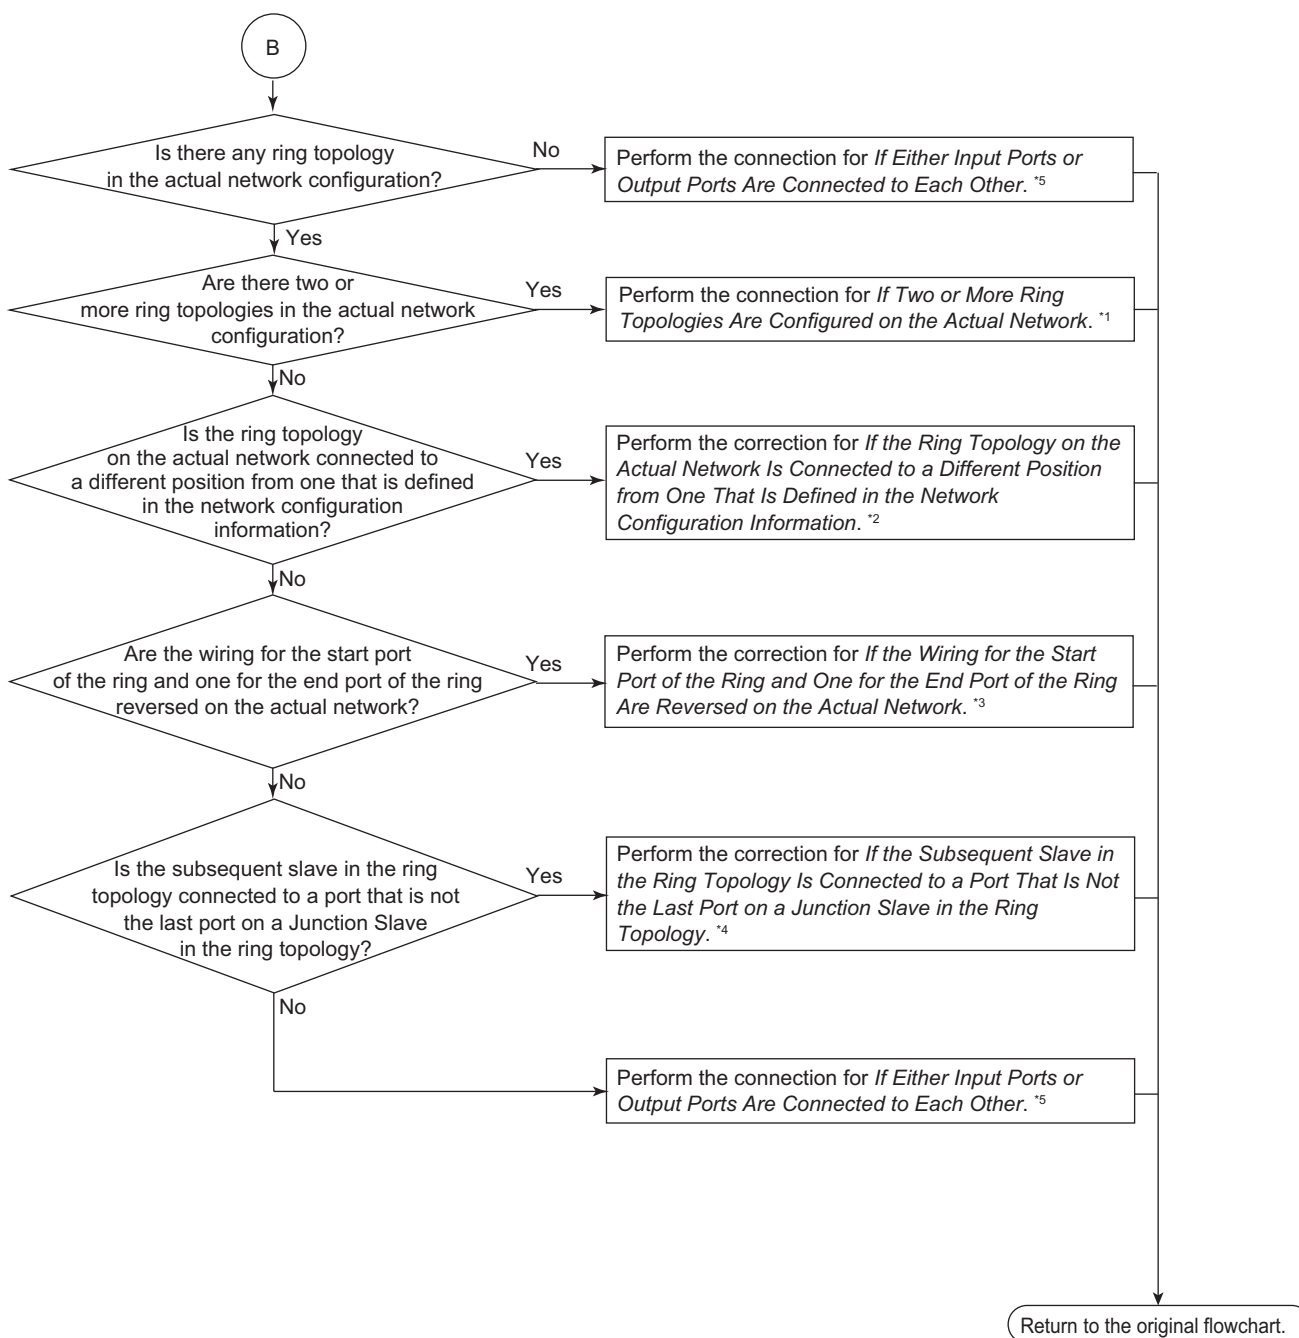 B
Is there any ring topology
in the actual network configuration?
No
Perform the connection for If Either Input Ports or
Output Ports Are Connected to Each Other. *5
Yes
Are there two or
more ring topologies in the actual network
configuration?
Yes
Perform the connection for If Two or More Ring
Topologies Are Configured on the Actual Network. *1
No
Is the ring topology
on the actual network connected to
a different position from one that is defined
in the network configuration
information?
Yes
Perform the correction for If the Ring Topology on the
Actual Network Is Connected to a Different Position
from One That Is Defined in the Network
Configuration Information. *2
No
Are the wiring for the start port
of the ring and one for the end port of the ring
reversed on the actual network?
Yes
Perform the correction for If the Wiring for the Start
Port of the Ring and One for the End Port of the Ring
Are Reversed on the Actual Network. *3
No
Is the subsequent slave in the ring
topology connected to a port that is not
the last port on a Junction Slave
in the ring topology?
Yes
Perform the correction for If the Subsequent Slave in
the Ring Topology Is Connected to a Port That Is Not
the Last Port on a Junction Slave in the Ring
Topology. *4
No
Perform the connection for If Either Input Ports or
Output Ports Are Connected to Each Other. *5
Return to the original flowchart.